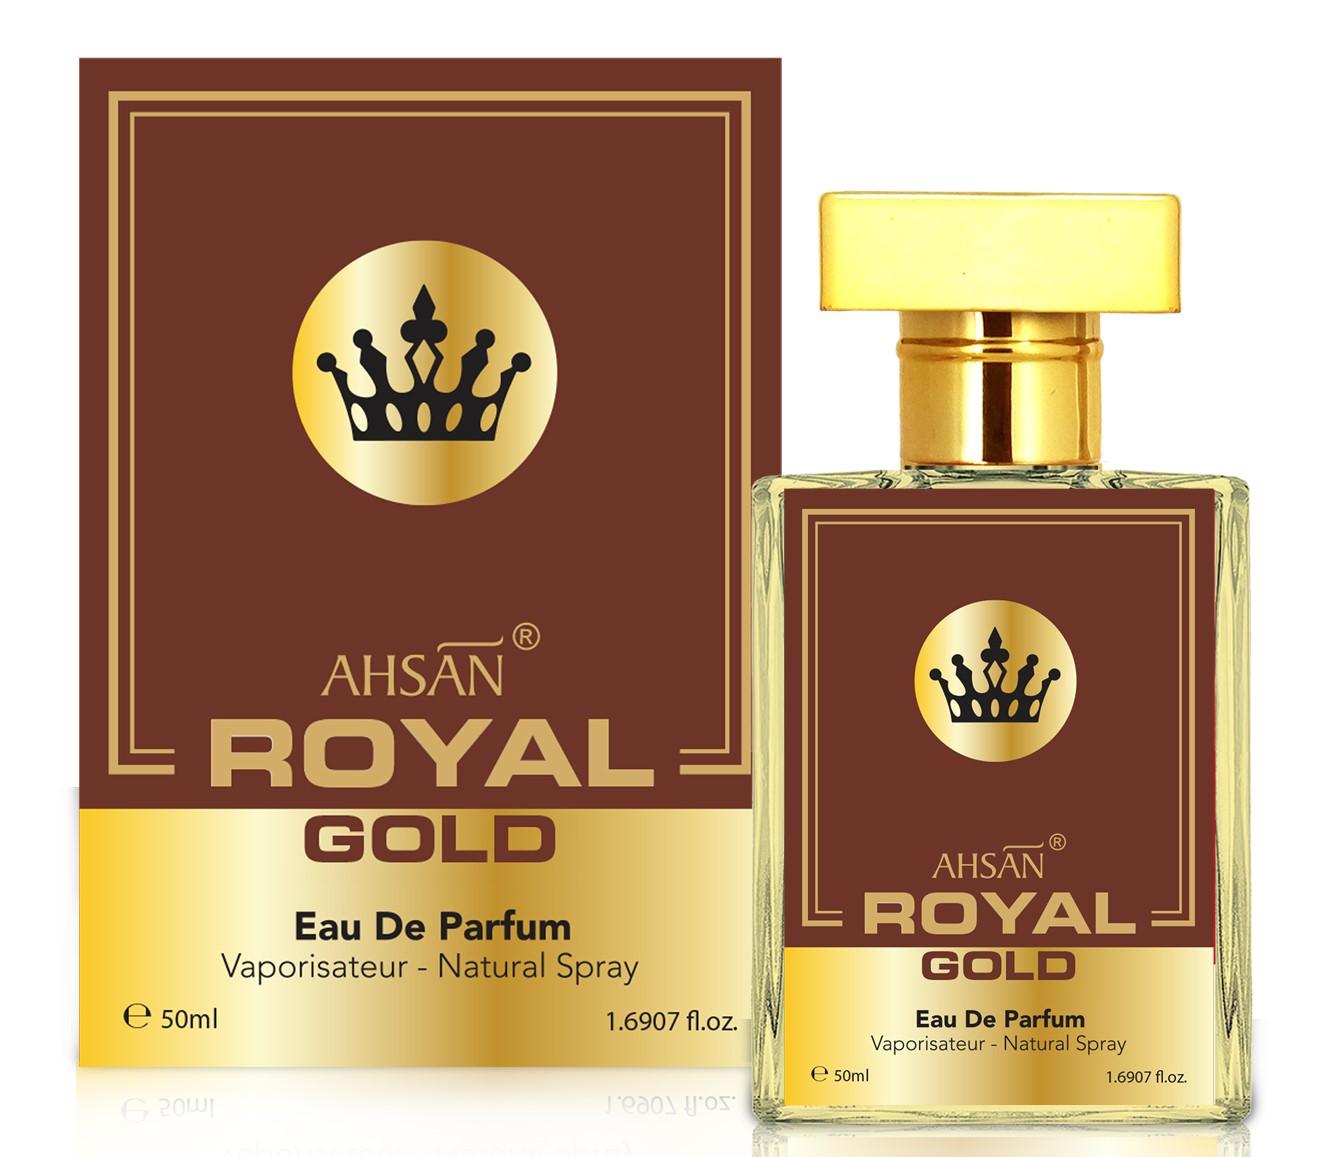 AHSAN®
ROYAL
GOLD
Eau De Parfum
Vaporisateur - Natural Spray
℮ 50ml
1.6907 fl.oz.
AHSAN®
ROYAL
GOLD
Eau De Parfum
Vaporisateur - Natural Spray
℮ 50ml
1.6907 fl.oz.